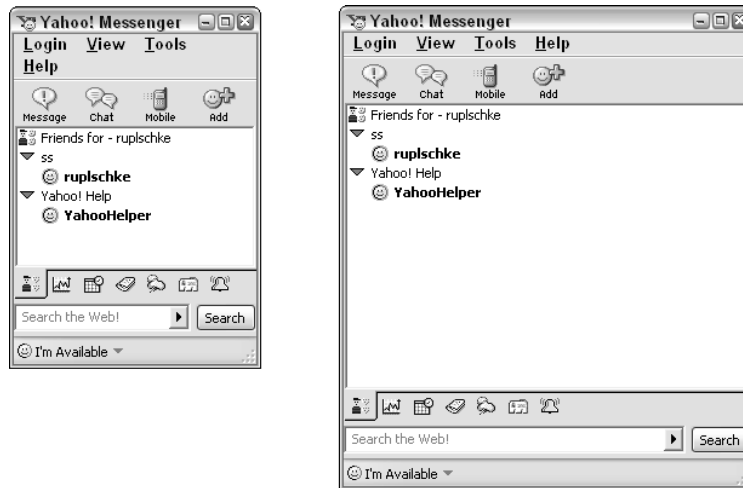 Yahoo! Messenger
Login View Tools
Help
Message Chat Mobile Add
Friends for - ruplschke
ss
ruplschke
Yahoo! Help
YahooHelper
Search the Web! Search
I'm Available
Yahoo! Messenger
Login View Tools Help
Message Chat Mobile Add
Friends for - ruplschke
ss
ruplschke
Yahoo! Help
YahooHelper
Search the Web! Search
I'm Available